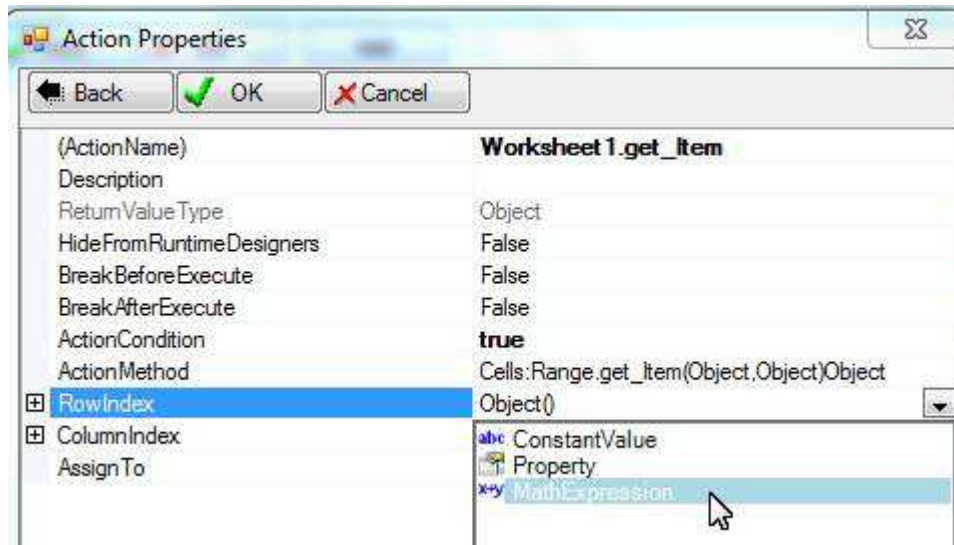 Action Properties
Back OK Cancel
(ActionName) Worksheet1.get_Item
Description
ReturnValueType Object
HideFromRuntimeDesigners False
BreakBeforeExecute False
BreakAfterExecute False
ActionCondition true
ActionMethod Cells:Range.get_Item(Object,Object)Object
RowIndex Object()
ColumnIndex abc ConstantValue
AssignTo Property
x+y MathExpression